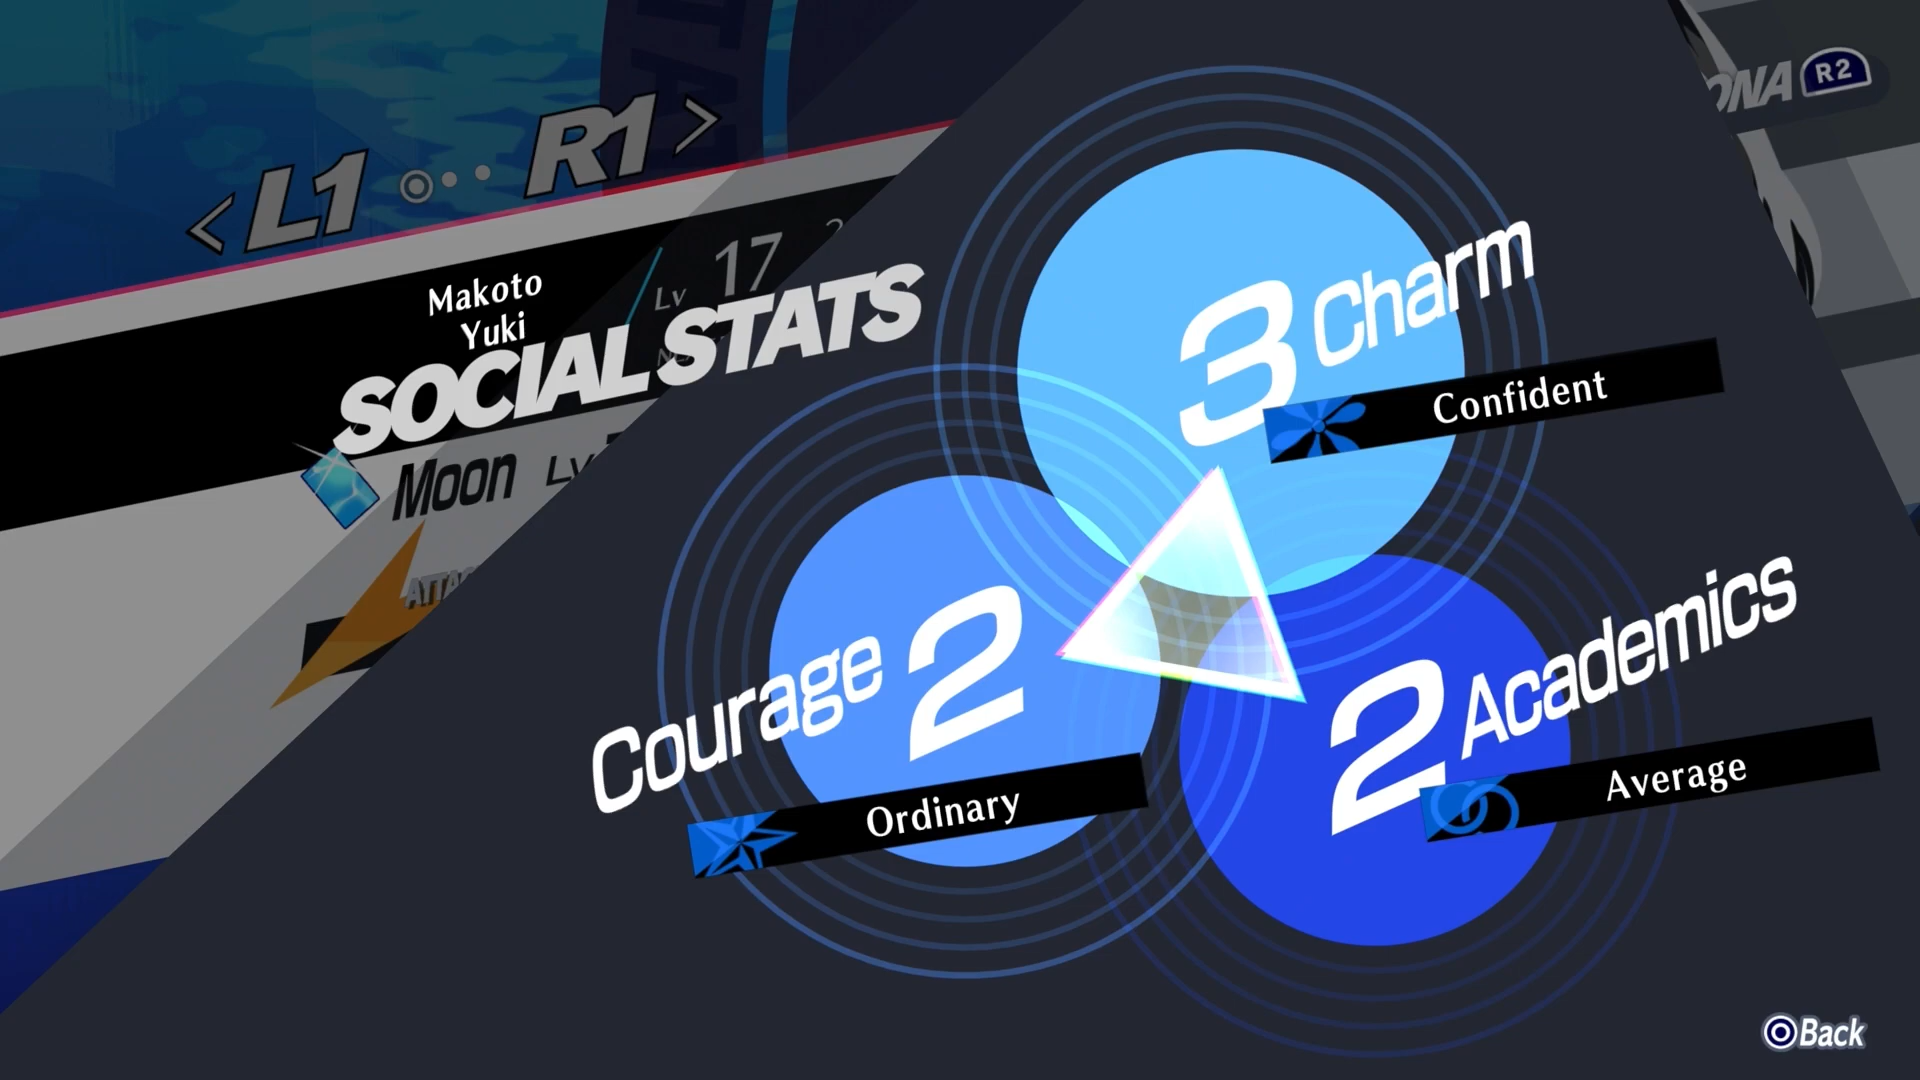 L1
R1
R2
Makoto
Yuki
Lv 17
SOCIAL STATS
Moon Lv
3 Charm
Confident
Courage 2
Ordinary
2 Academics
Average
Back